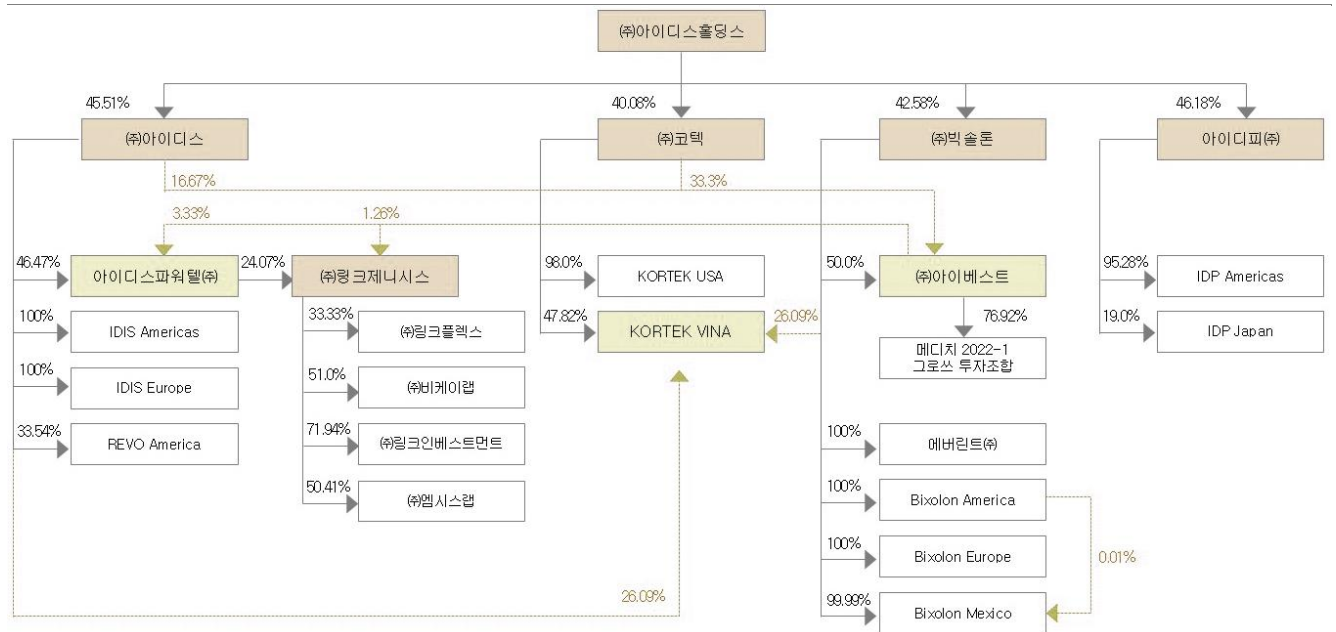 ㈜아이디스홀딩스
45.51%
40.08%
42.58%
46.18%
㈜아이디스
㈜코텍
㈜빅솔론
아이디피㈜
16.67%
33.3%
3.33%
1.26%
46.47%
아이디스파워텔㈜
24.07%
㈜링크제니시스
98.0%
KORTEK USA
50.0%
㈜아이베스트
95.28%
IDP Americas
100%
IDIS Americas
33.33%
㈜링크플렉스
47.82%
KORTEK VINA
26.09%
76.92%
19.0%
IDP Japan
메디치 2022-1
그로쓰 투자조합
100%
IDIS Europe
51.0%
㈜비케이랩
33.54%
REVO America
71.94%
㈜링크인베스트먼트
100%
에버린트㈜
50.41%
㈜엠시스랩
100%
Bixolon America
100%
Bixolon Europe
0.01%
26.09%
99.99%
Bixolon Mexico